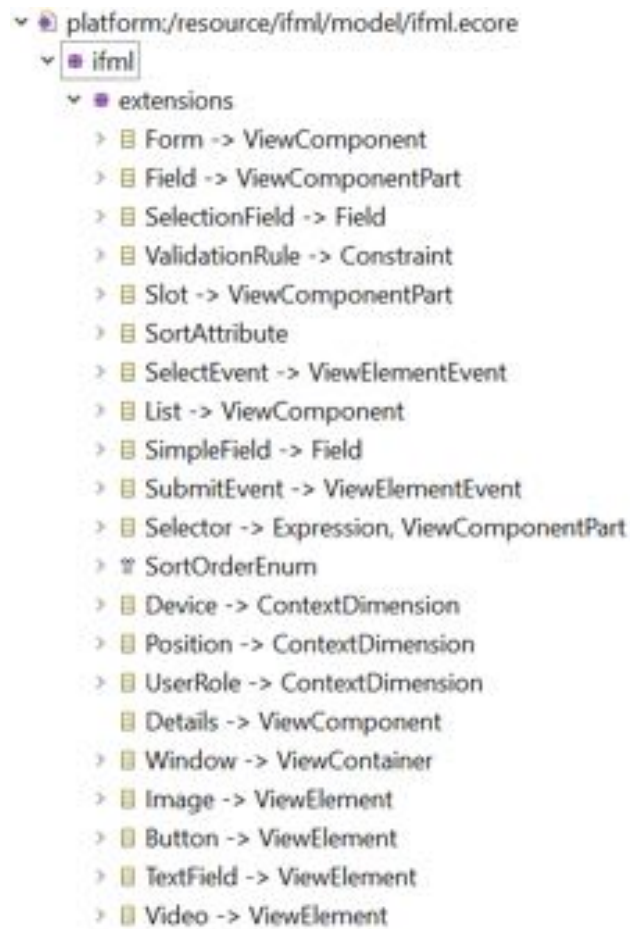 platform:/resource/ifml/model/ifml.ecore
ifml
extensions
Form -> ViewComponent
Field -> ViewComponentPart
SelectionField -> Field
ValidationRule -> Constraint
Slot -> ViewComponentPart
SortAttribute
SelectEvent -> ViewElementEvent
List -> ViewComponent
SimpleField -> Field
SubmitEvent -> ViewElementEvent
Selector -> Expression, ViewComponentPart
SortOrderEnum
Device -> ContextDimension
Position -> ContextDimension
UserRole -> ContextDimension
Details -> ViewComponent
Window -> ViewContainer
Image -> ViewElement
Button -> ViewElement
TextField -> ViewElement
Video -> ViewElement